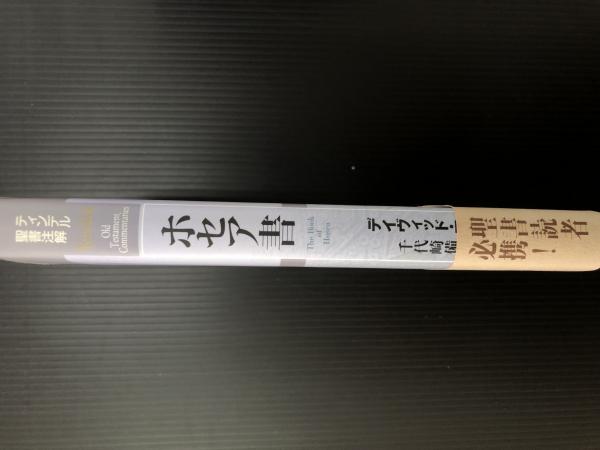 ティンデル
聖書注解
Old
Testament
Commentaries
ホセア書
The Book
of
Hosea
デイヴィッド・
千代崎備
聖書読者
必携！